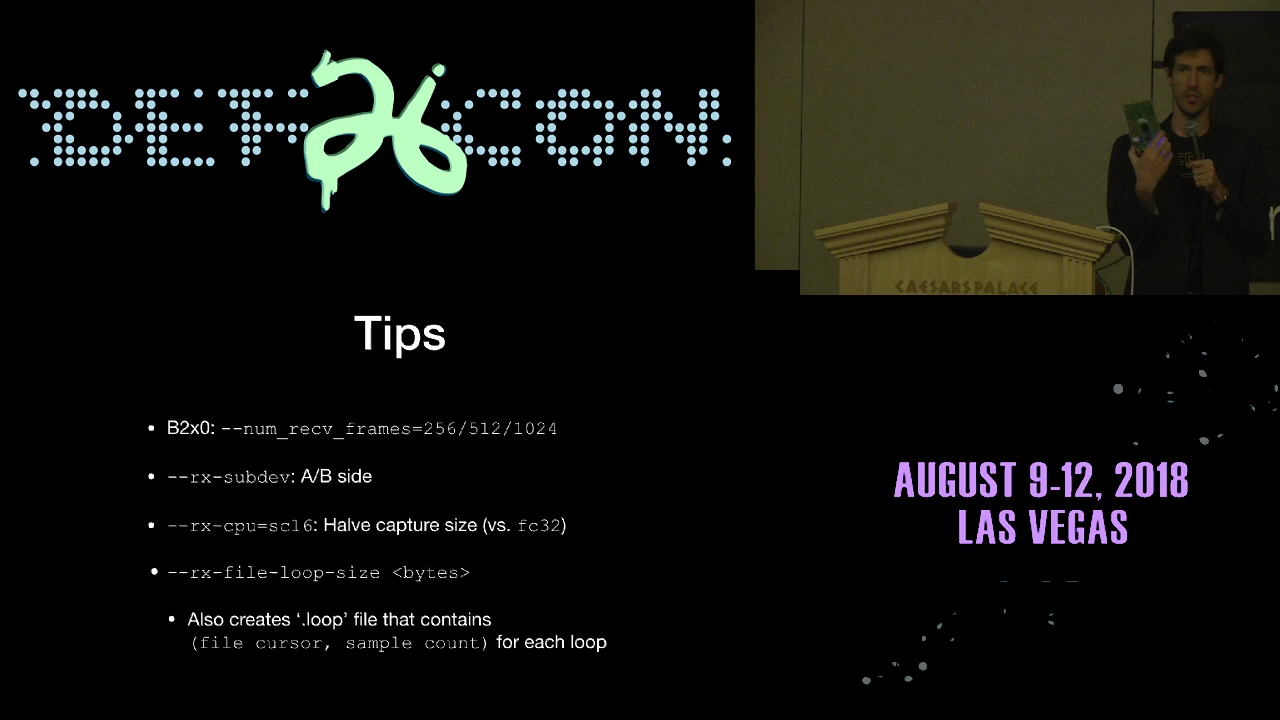 DEF 26 CON
CAESARS PALACE
Tips
• B2x0: --num_recv_frames=256/512/1024
• --rx-subdev: A/B side
• --rx-cpu=sc16: Halve capture size (vs. fc32)
• --rx-file-loop-size <bytes>
• Also creates ‘.loop’ file that contains
(file cursor, sample count) for each loop
AUGUST 9-12, 2018
LAS VEGAS